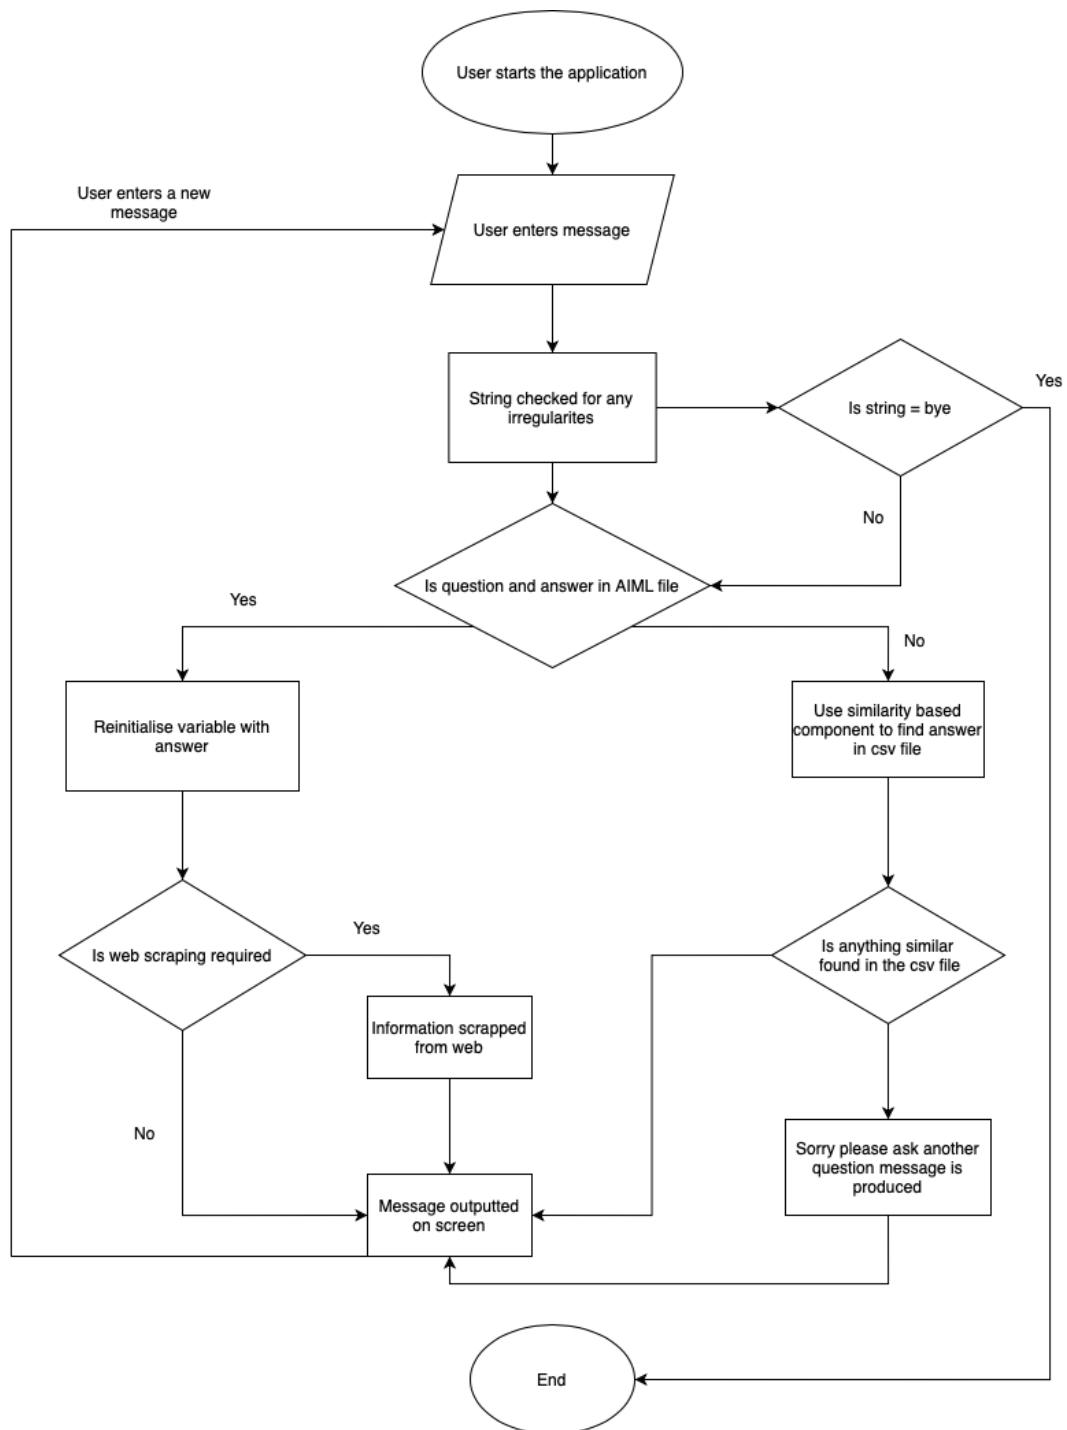 User starts the application
User enters a new
message
User enters message
String checked for any
irregularites
Is string = bye
Yes
No
Is question and answer in AIML file
Yes
No
Reinitialise variable with
answer
Use similarity based
component to find answer
in csv file
Is web scraping required
Yes
Is anything similar
found in the csv file
Information scrapped
from web
No
Sorry please ask another
question message is
produced
Message outputted
on screen
End